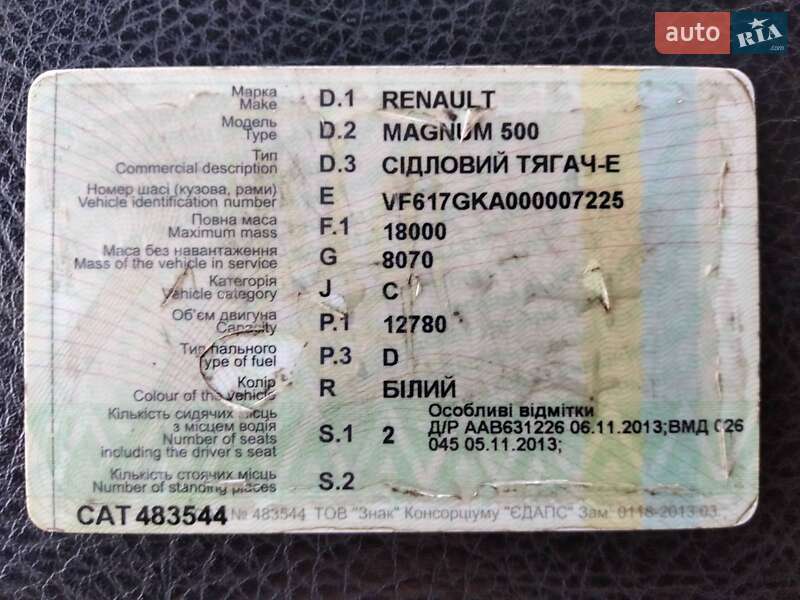 auto RIA .com
Марка
Make D.1 RENAULT
Модель
Type D.2 MAGNUM 500
Тип
Commercial description D.3 СІДЛОВИЙ ТЯГАЧ-Е
Номер шасі (кузова, рами)
Vehicle identification number E VF617GKA000007225
Повна маса
Maximum mass F.1 18000
Маса без навантаження
Mass of the vehicle in service G 8070
Категорія
Vehicle category J C
Об'єм двигуна
Capacity P.1 12780
Тип пального
Type of fuel P.3 D
Колір
Colour of the vehicle R БІЛИЙ
Кількість сидячих місць
з місцем водія
Number of seats
including the driver's seat S.1 2
Особливі відмітки
Д/Р ААВ631226 06.11.2013;ВМД 026
045 05.11.2013;
Кількість стоячих місць
Number of standing places S.2
САТ 483544 № 483544 ТОВ "Знак" Консорціуму "ЄДАПС" Зам. 0118-2013.03.